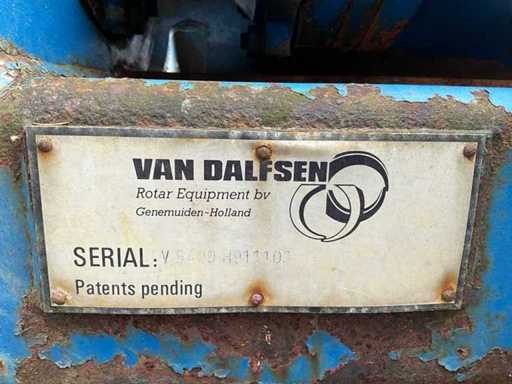 VAN DALFSEN
Rotar Equipment bv
Genemuiden-Holland
SERIAL:
Patents pending